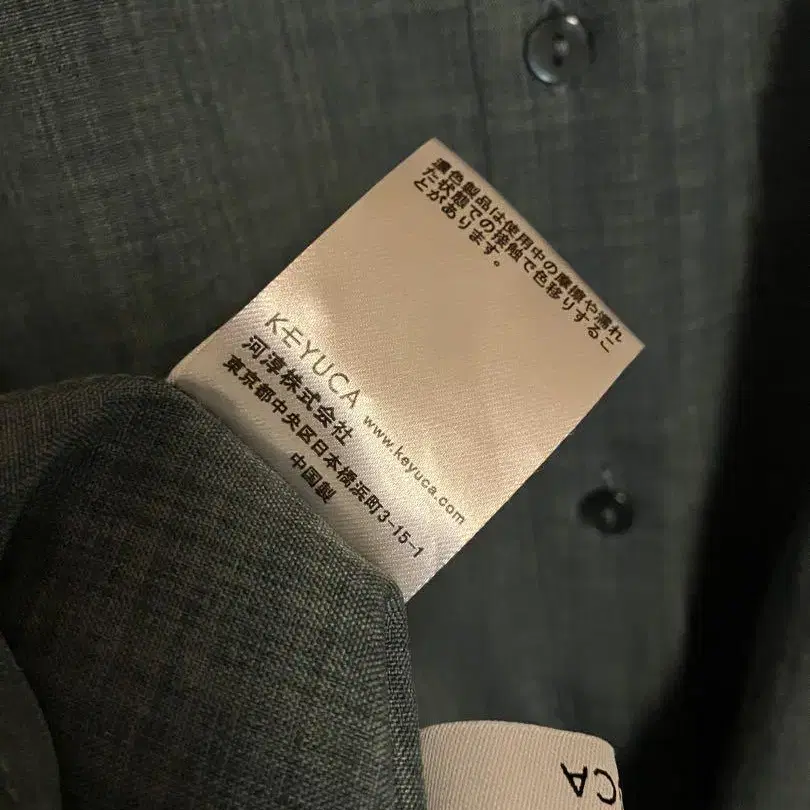 濃色製品は使用中の摩擦や濡れ
た状態での接触で色移りするこ
とがあります。
KEYUCA
www.keyuca.com
河淳株式会社
東京都中央区日本橋浜町3-15-1
中国製
CA